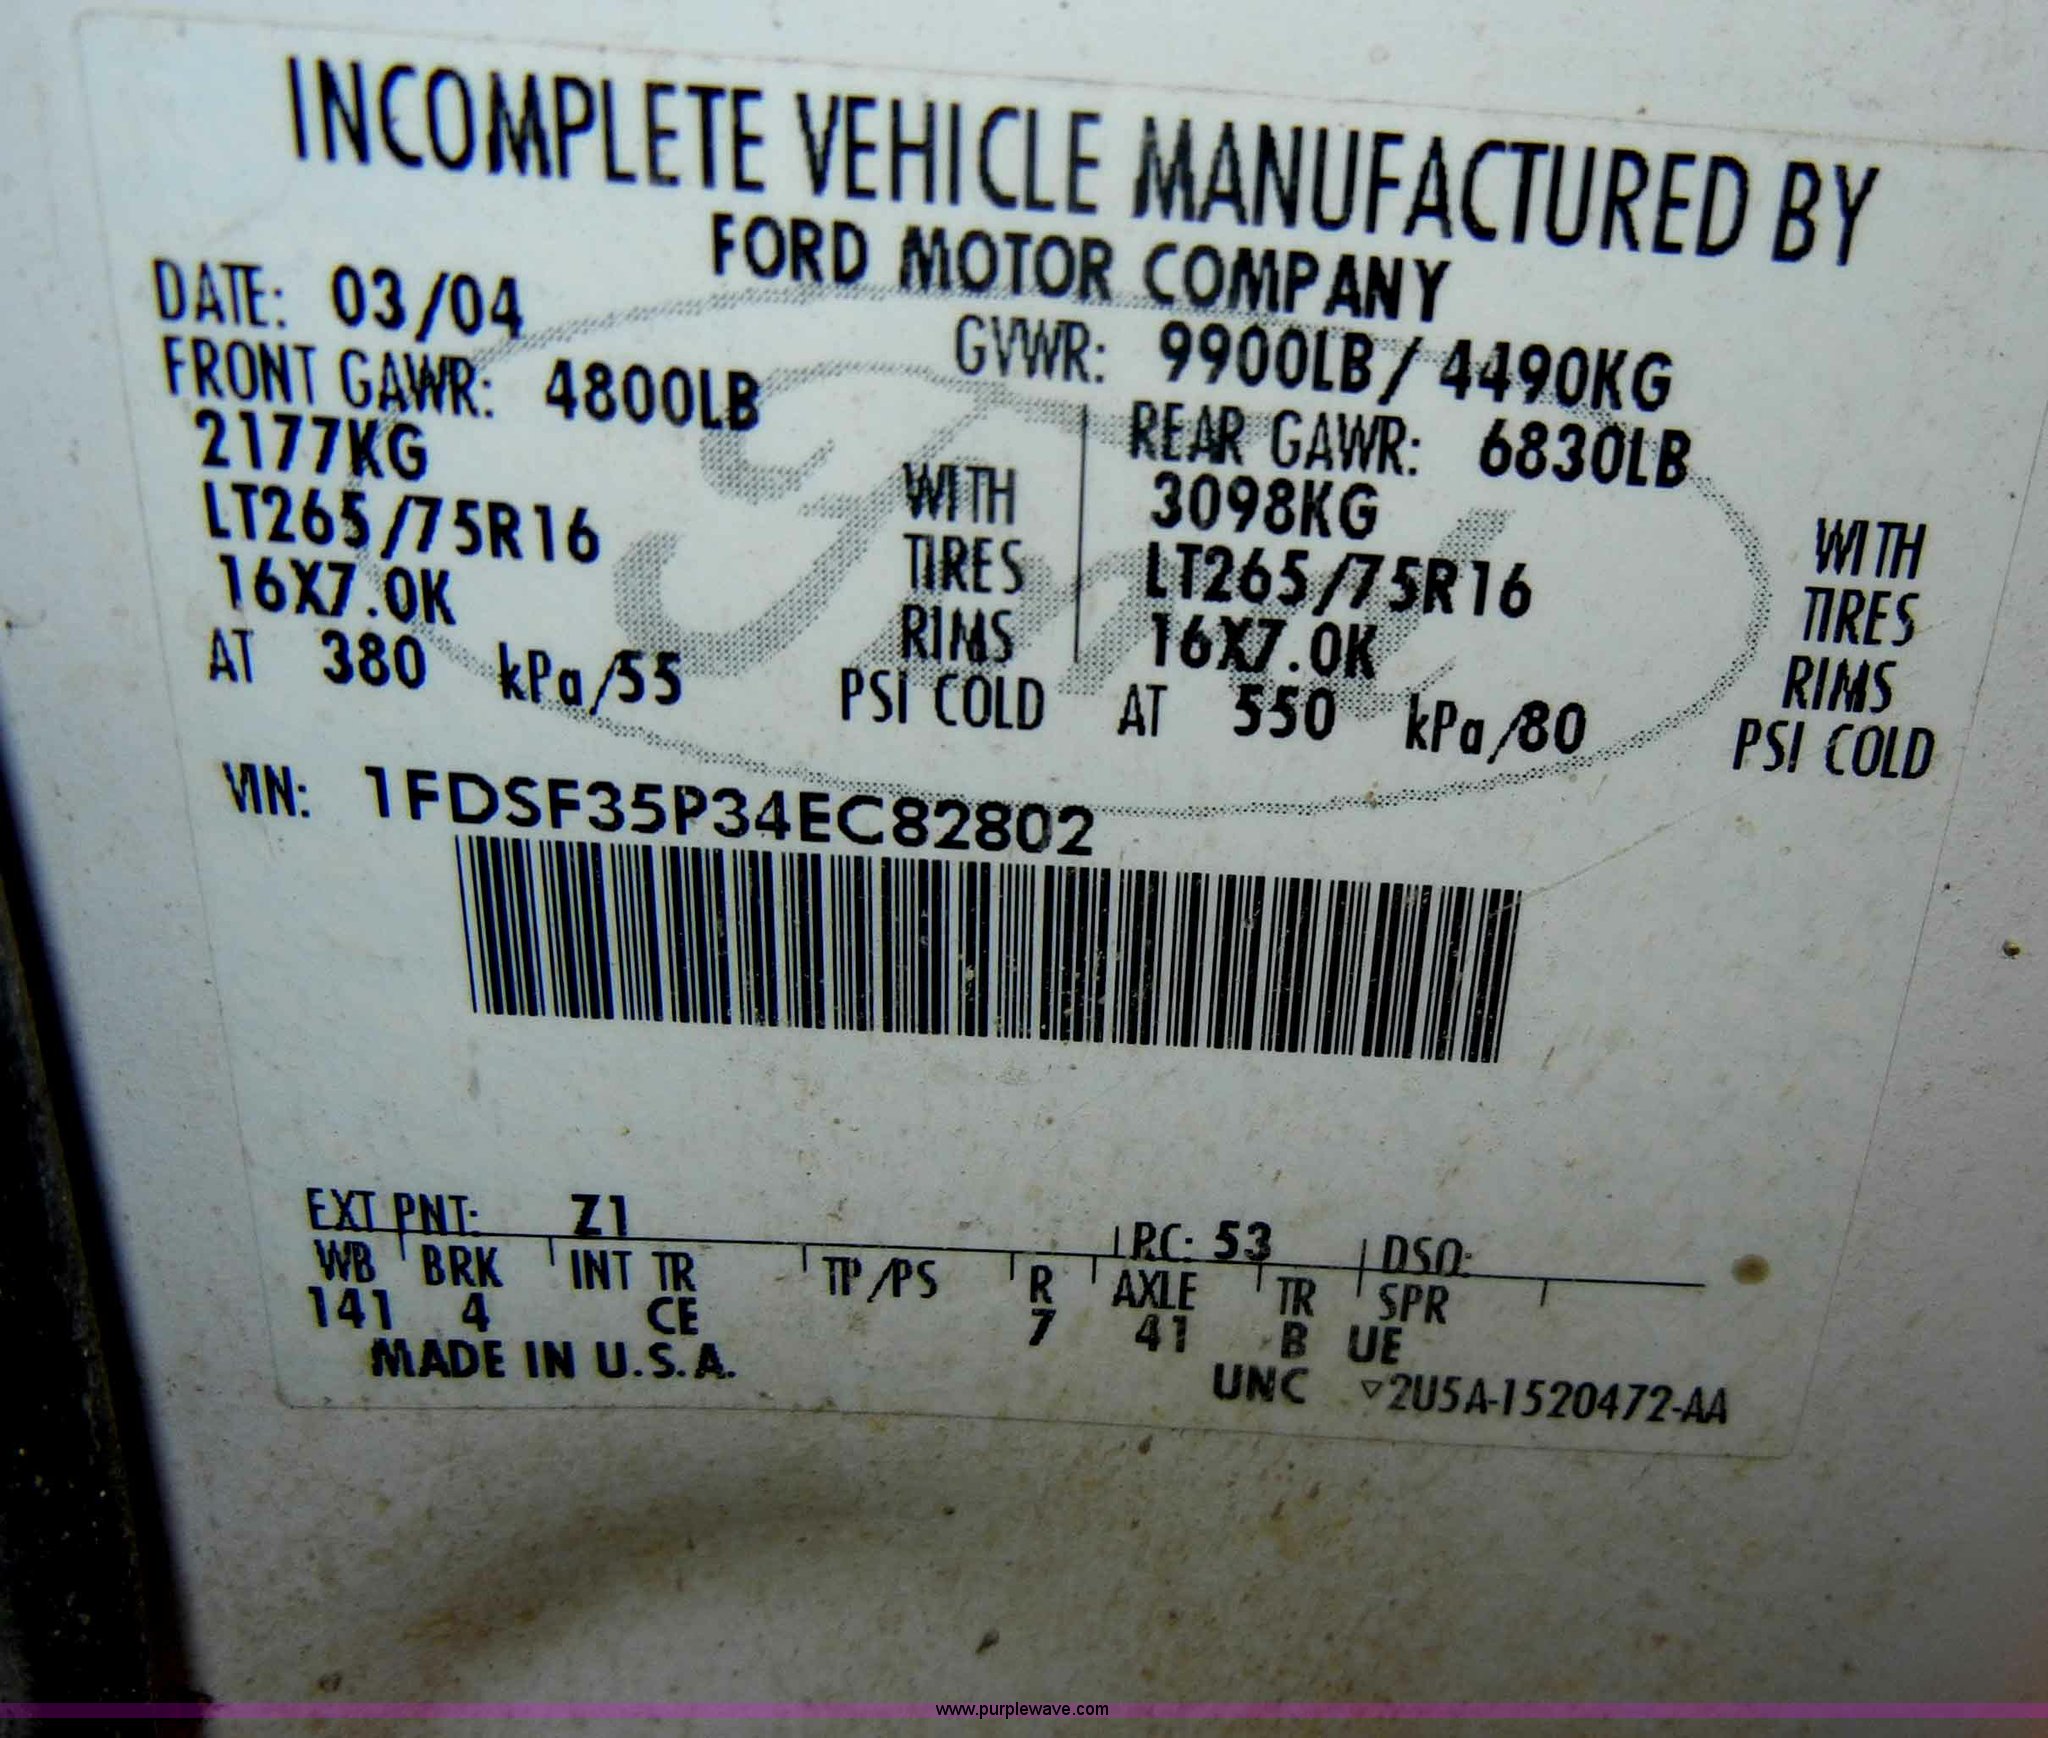 INCOMPLETE VEHICLE MANUFACTURED BY
FORD MOTOR COMPANY
DATE: 03/04
GVWR: 9900LB/4490KG
FRONT GAWR: 4800LB
2177KG
LT265/75R16
16X7.0K
AT 380 kPa/55
WITH
TIRES
RIMS
PSI COLD
REAR GAWR: 6830LB
3098KG
LT265/75R16
16X7.0K
AT 550 kPa/80
WITH
TIRES
RIMS
PSI COLD
VIN: 1FDSF35P34EC82802
EXT PNT: Z1 RC: 53 DSO:
WB BRK INT TR TP/PS R AXLE TR SPR
141 4 CE 7 41 B UE
MADE IN U.S.A.
UNC ▽2U5A-1520472-AA
www.purplewave.com